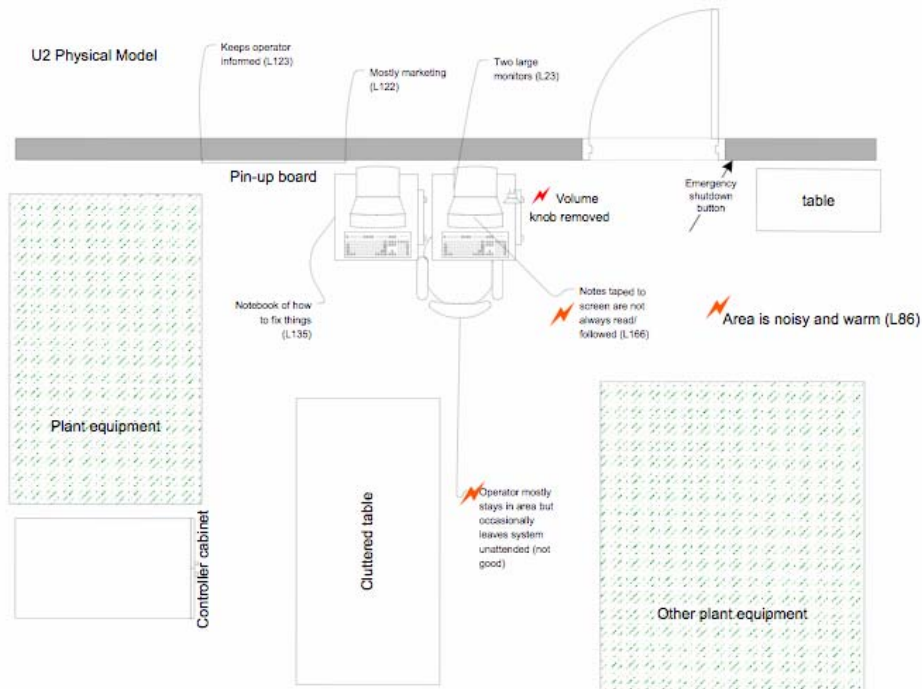 U2 Physical Model
Keeps operator
informed (L123)
Mostly marketing
(L122)
Two large
monitors (L23)
Pin-up board
Volume
knob removed
Emergency
shutdown
button
table
Notebook of how
to fix things
(L135)
Notes taped to
screen are not
always read/
followed (L166)
Area is noisy and warm (L86)
Plant equipment
Controller cabinet
Cluttered table
Operator mostly
stays in area but
occasionally
leaves system
unattended (not
good)
Other plant equipment